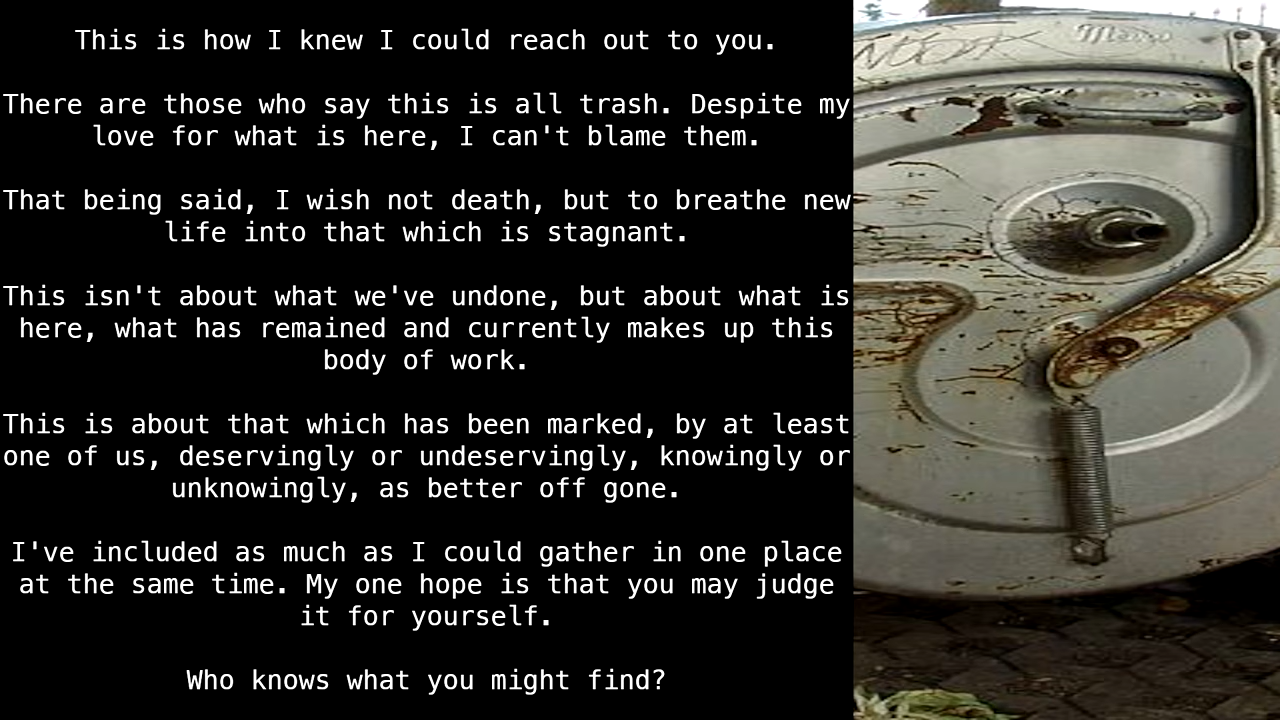 This is how I knew I could reach out to you.
There are those who say this is all trash. Despite my
love for what is here, I can't blame them.
That being said, I wish not death, but to breathe new
life into that which is stagnant.
This isn't about what we've undone, but about what is
here, what has remained and currently makes up this
body of work.
This is about that which has been marked, by at least
one of us, deservingly or undeservingly, knowingly or
unknowingly, as better off gone.
I've included as much as I could gather in one place
at the same time. My one hope is that you may judge
it for yourself.
Who knows what you might find?